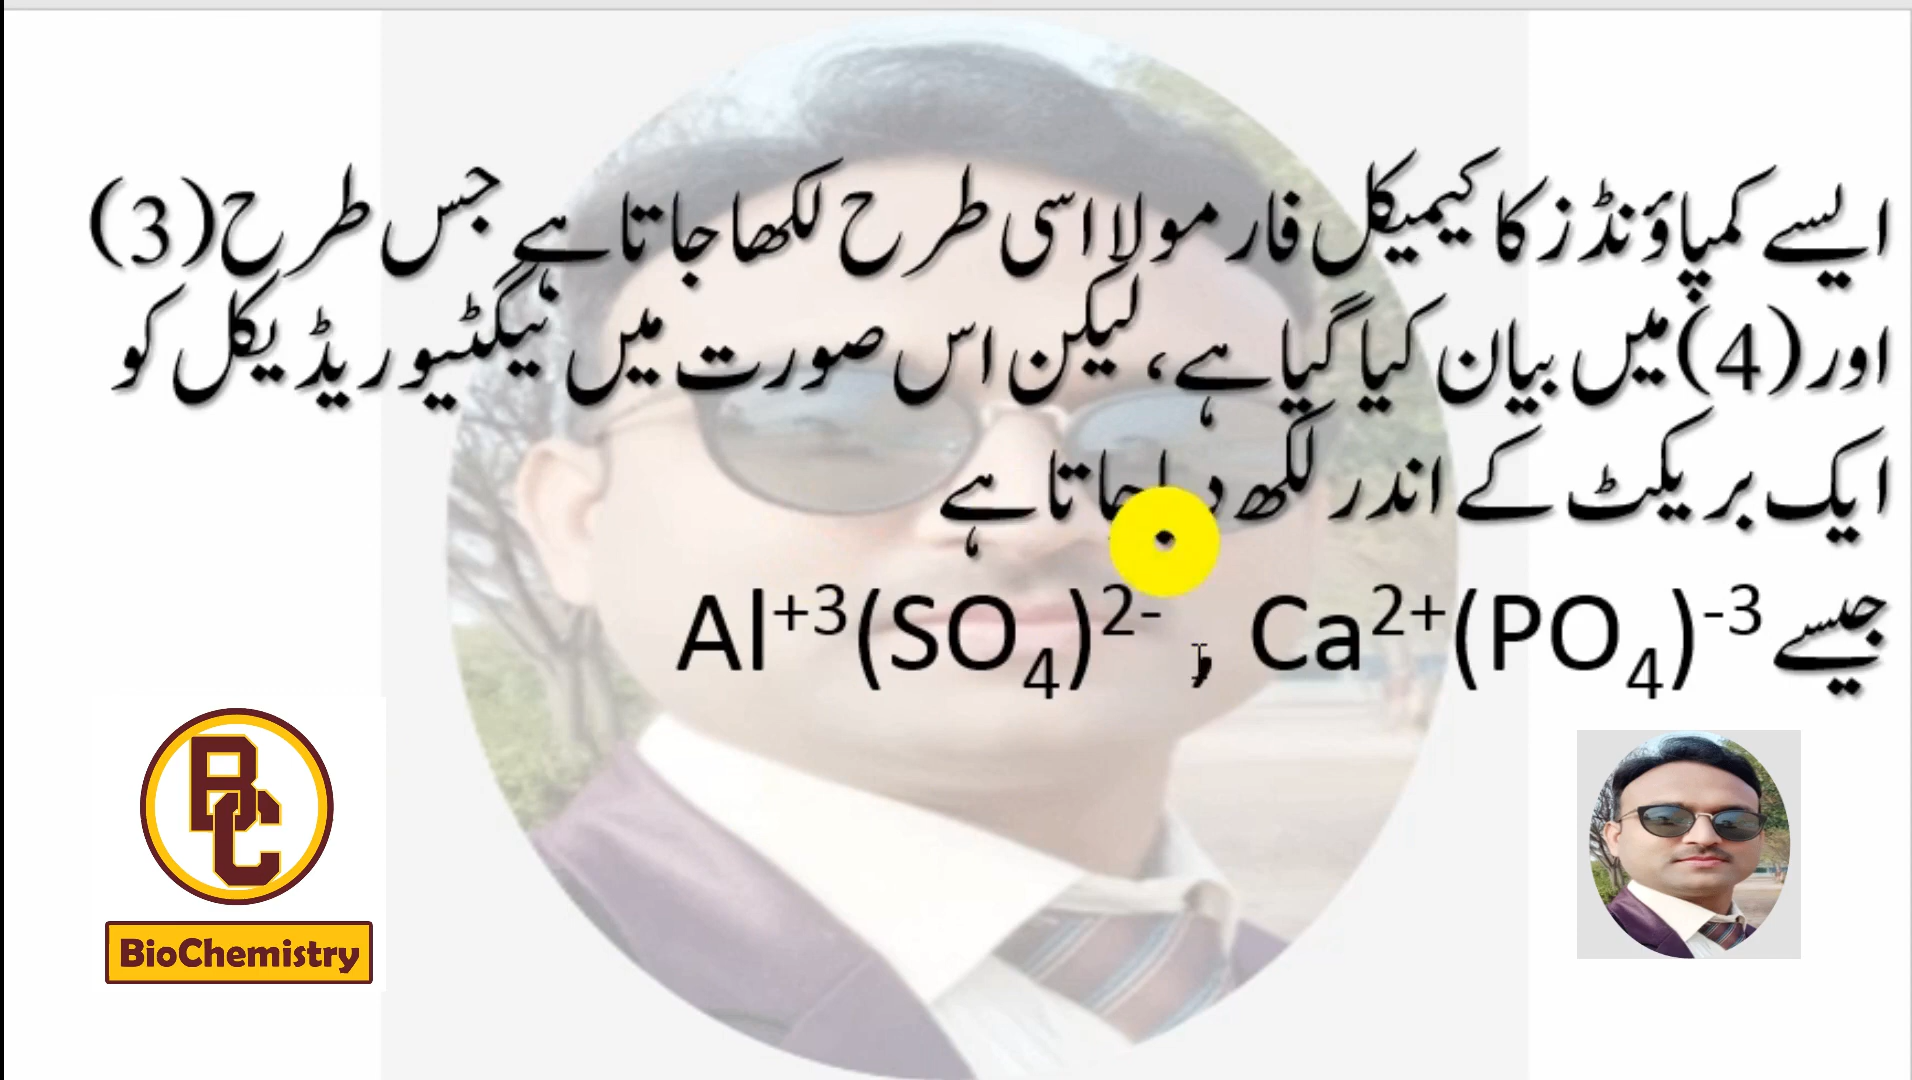 ایسے کمپاؤنڈز کا کیمیکل فارمولا اسی طرح لکھا جاتا ہے جس طرح (3)
اور (4) میں بیان کیا گیا ہے، لیکن اس صورت میں نیگٹیو ریڈیکل کو
ایک بریکٹ کے اندر لکھ دیا جاتا ہے
جیسے Ca²⁺(PO₄)⁻³ , Al⁺³(SO₄)²⁻
BC
BioChemistry